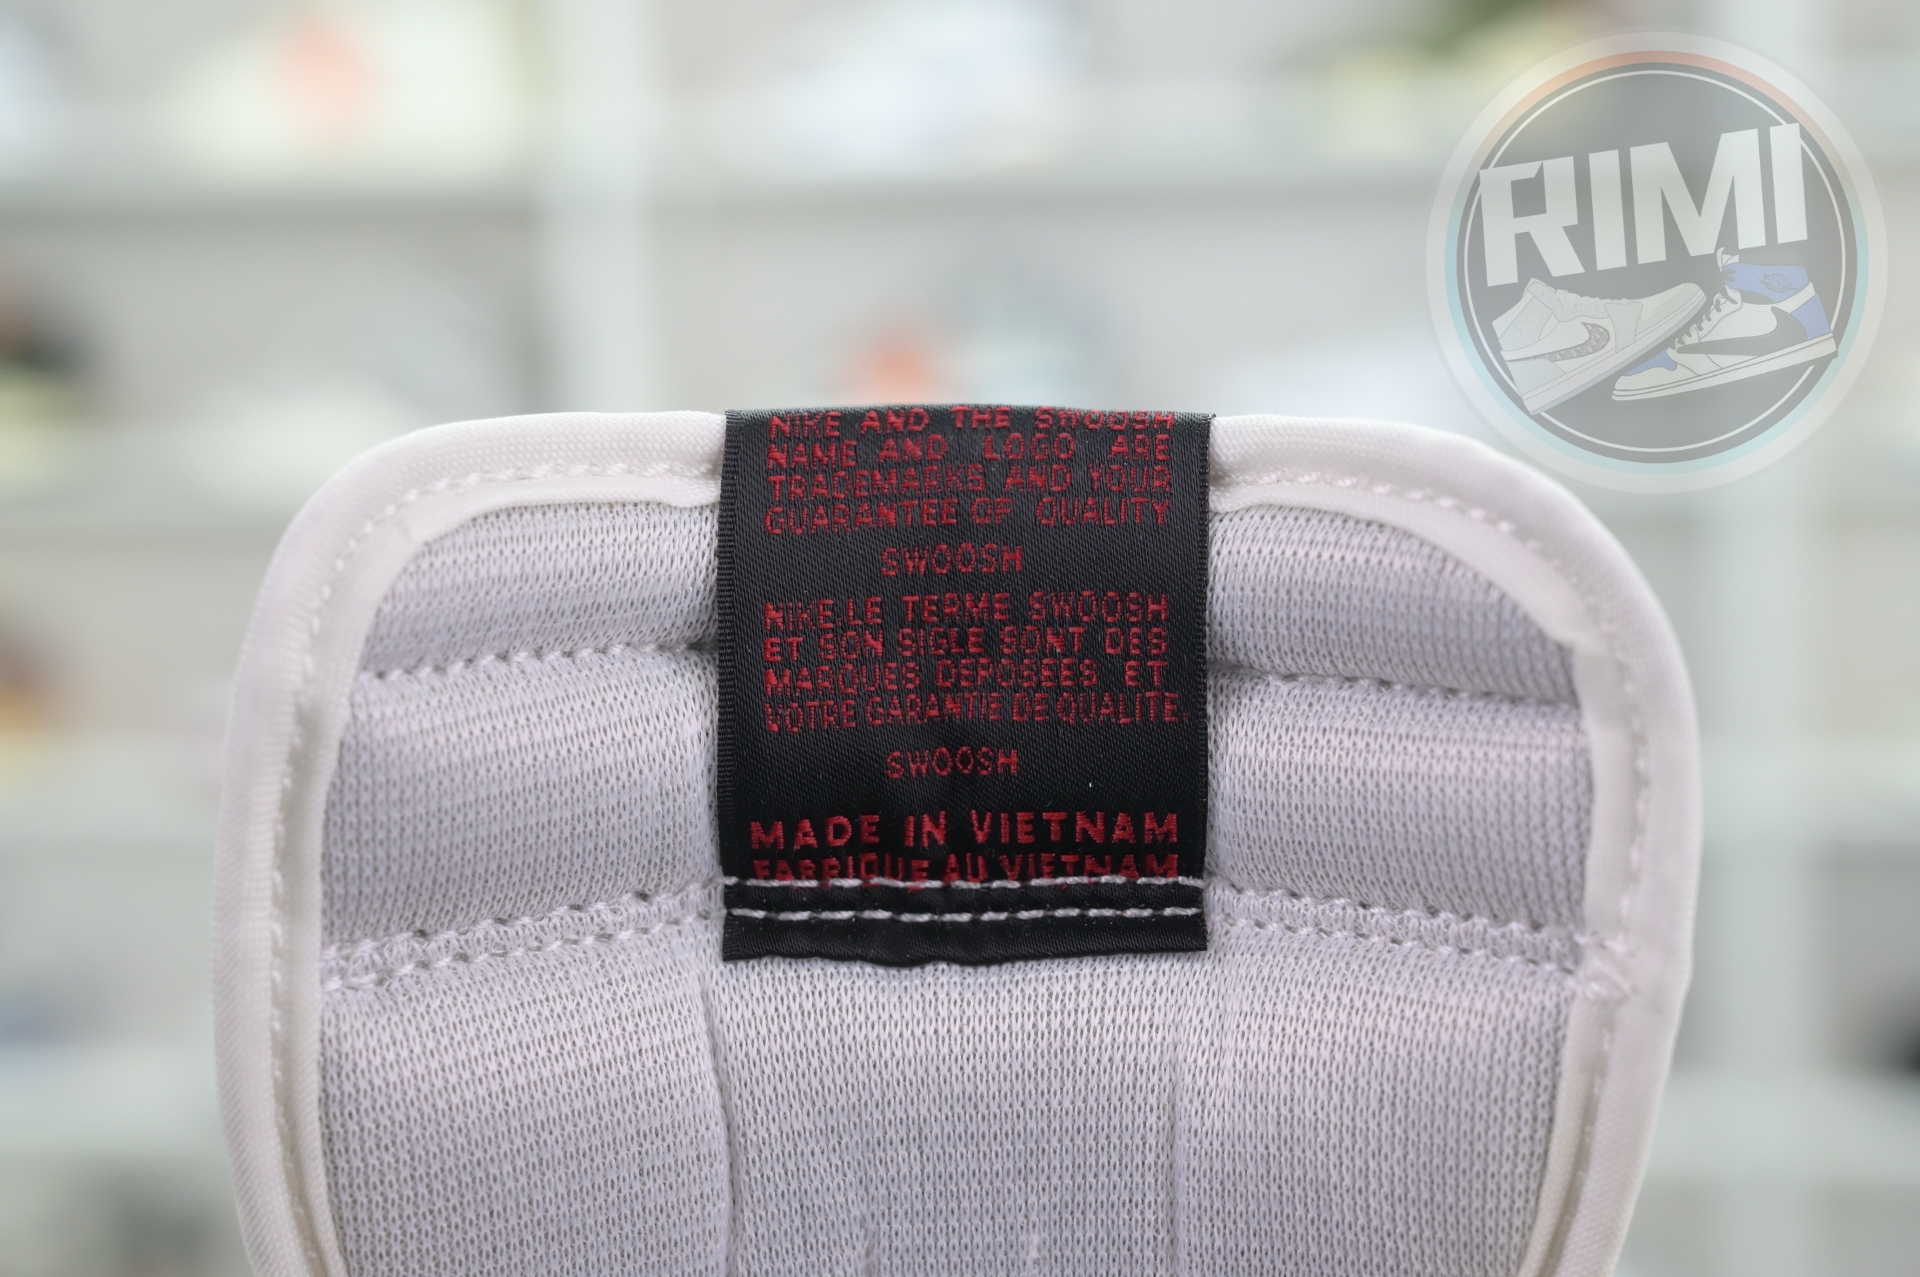 RIMI
NIKE AND THE SWOOSH
NAME AND LOGO ARE
TRADEMARKS AND YOUR
GUARANTEE OF QUALITY
SWOOSH
NIKE.LE TERME SWOOSH
ET SON SIGLE SONT DES
MARQUES DEPOSEES ET
VOTRE GARANTIE DE QUALITE.
SWOOSH
MADE IN VIETNAM
FABRIQUE AU VIETNAM